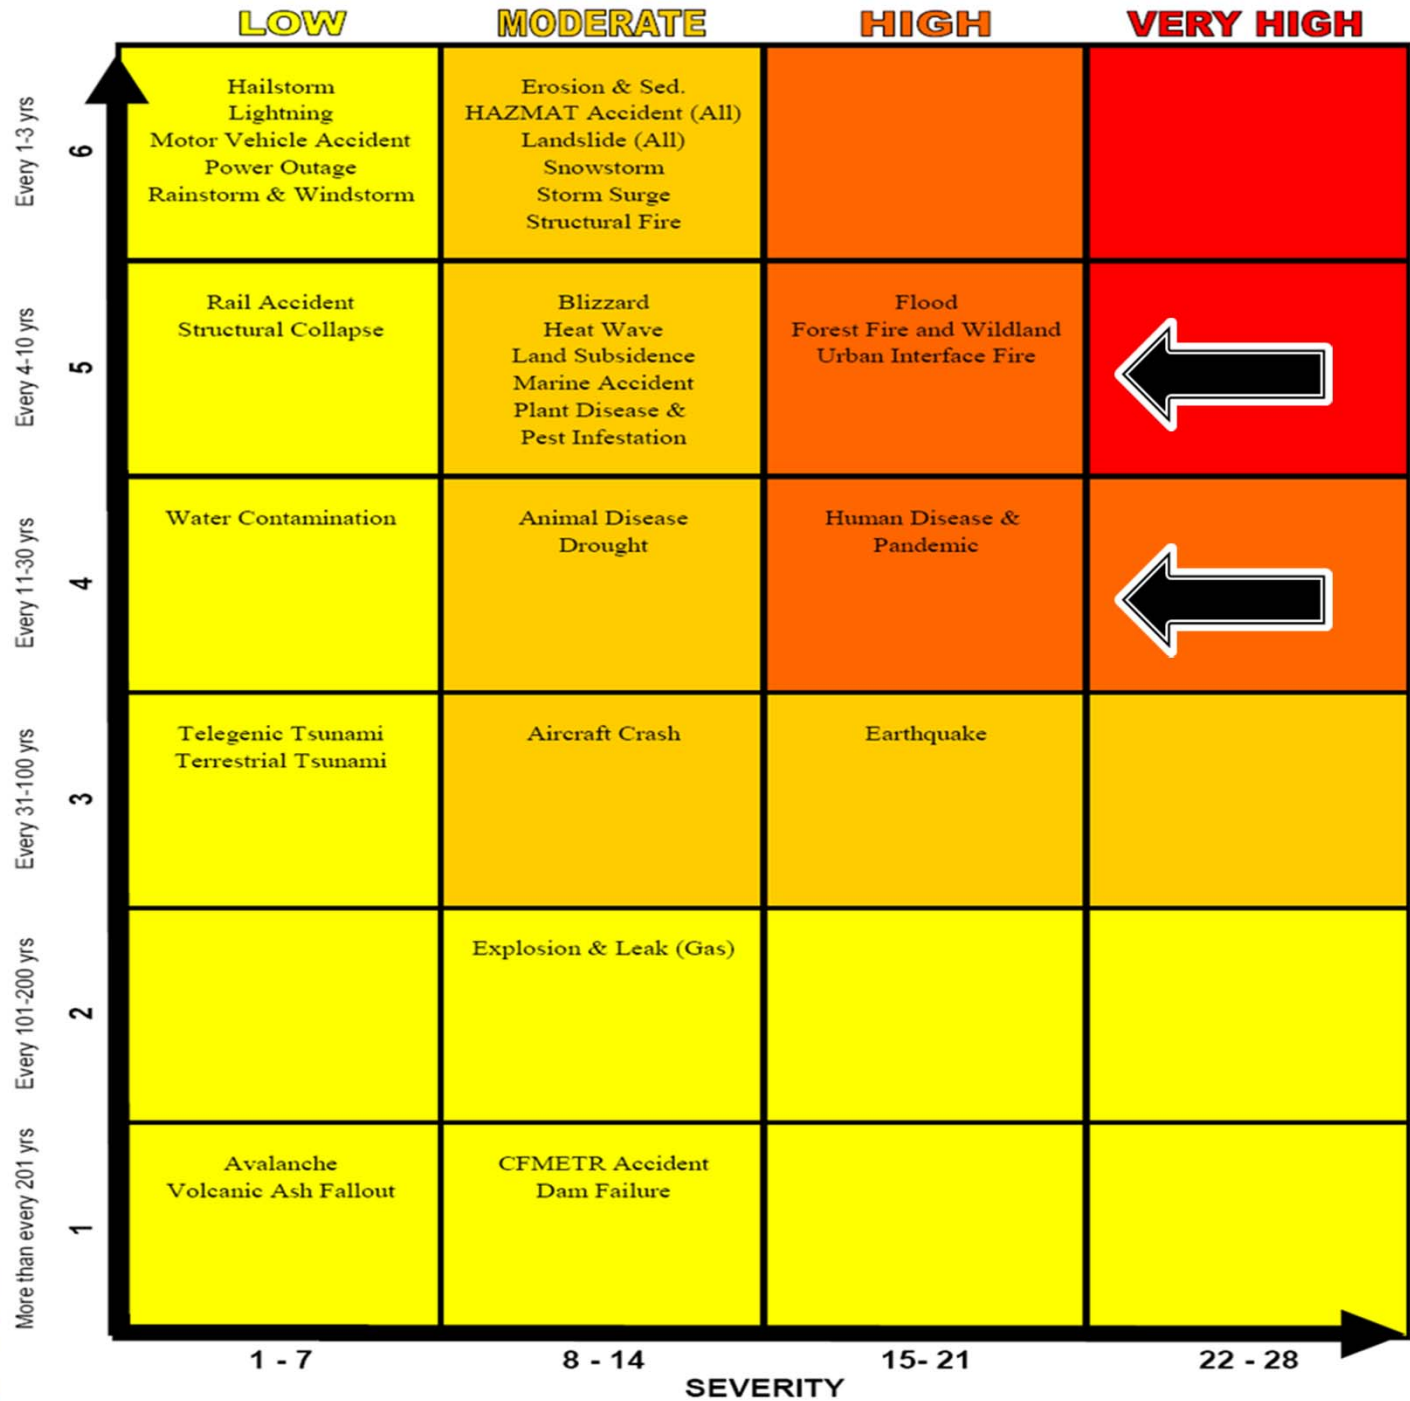 LOW
MODERATE
HIGH
VERY HIGH
Every 1-3 yrs
6
Hailstorm
Lightning
Motor Vehicle Accident
Power Outage
Rainstorm & Windstorm
Erosion & Sed.
HAZMAT Accident (All)
Landslide (All)
Snowstorm
Storm Surge
Structural Fire
Every 4-10 yrs
5
Rail Accident
Structural Collapse
Blizzard
Heat Wave
Land Subsidence
Marine Accident
Plant Disease &
Pest Infestation
Flood
Forest Fire and Wildland
Urban Interface Fire
Every 11-30 yrs
4
Water Contamination
Animal Disease
Drought
Human Disease &
Pandemic
Every 31-100 yrs
3
Telegenic Tsunami
Terrestrial Tsunami
Aircraft Crash
Earthquake
Every 101-200 yrs
2
Explosion & Leak (Gas)
More than every 201 yrs
1
Avalanche
Volcanic Ash Fallout
CFMETR Accident
Dam Failure
1 - 7
8 - 14
15- 21
22 - 28
SEVERITY